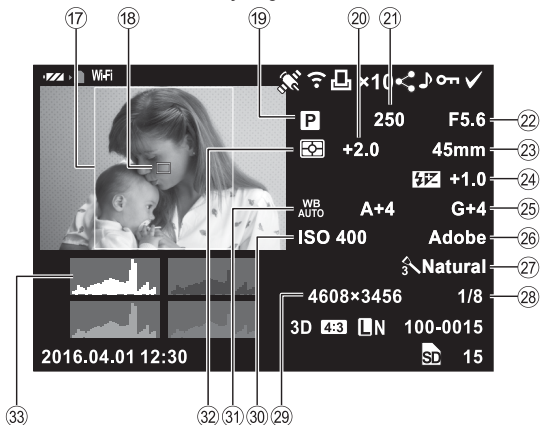 ⑰ ⑱ ⑳ ㉑
Wi-Fi ×10
⑲ P 250 F5.6 ㉒
+2.0 45mm ㉓
+1.0 ㉔
WB AUTO A+4 G+4 ㉕
ISO 400 Adobe ㉖
3 Natural ㉗
4608×3456 1/8 ㉘
3D 4:3 LN 100-0015
2016.04.01 12:30 SD 15
㉝ ㉜ ㉛ ㉚ ㉙